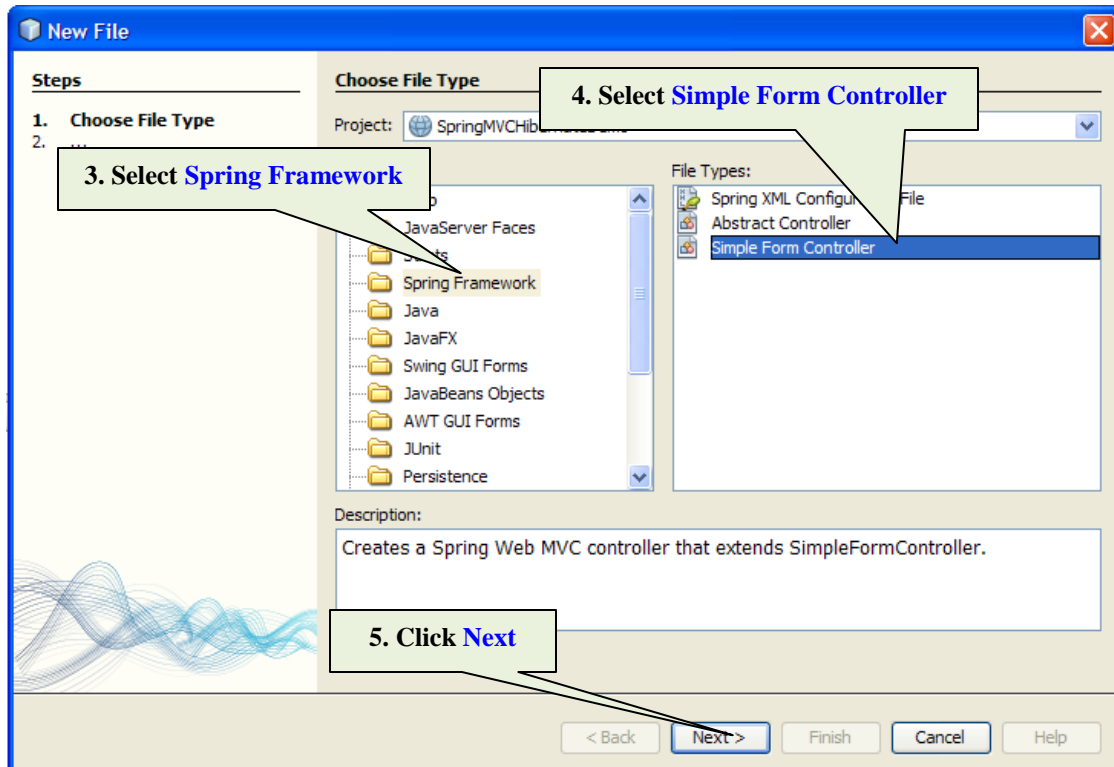 New File
Steps
1. Choose File Type
2. ...
Choose File Type
4. Select Simple Form Controller
Project:
3. Select Spring Framework
File Types:
Spring XML File
JavaServer Faces
Abstract Controller
Simple Form Controller
Spring Framework
Java
JavaFX
Swing GUI Forms
JavaBeans Objects
AWT GUI Forms
JUnit
Persistence
Description:
Creates a Spring Web MVC controller that extends SimpleFormController.
5. Click Next
< Back
Next >
Finish
Cancel
Help